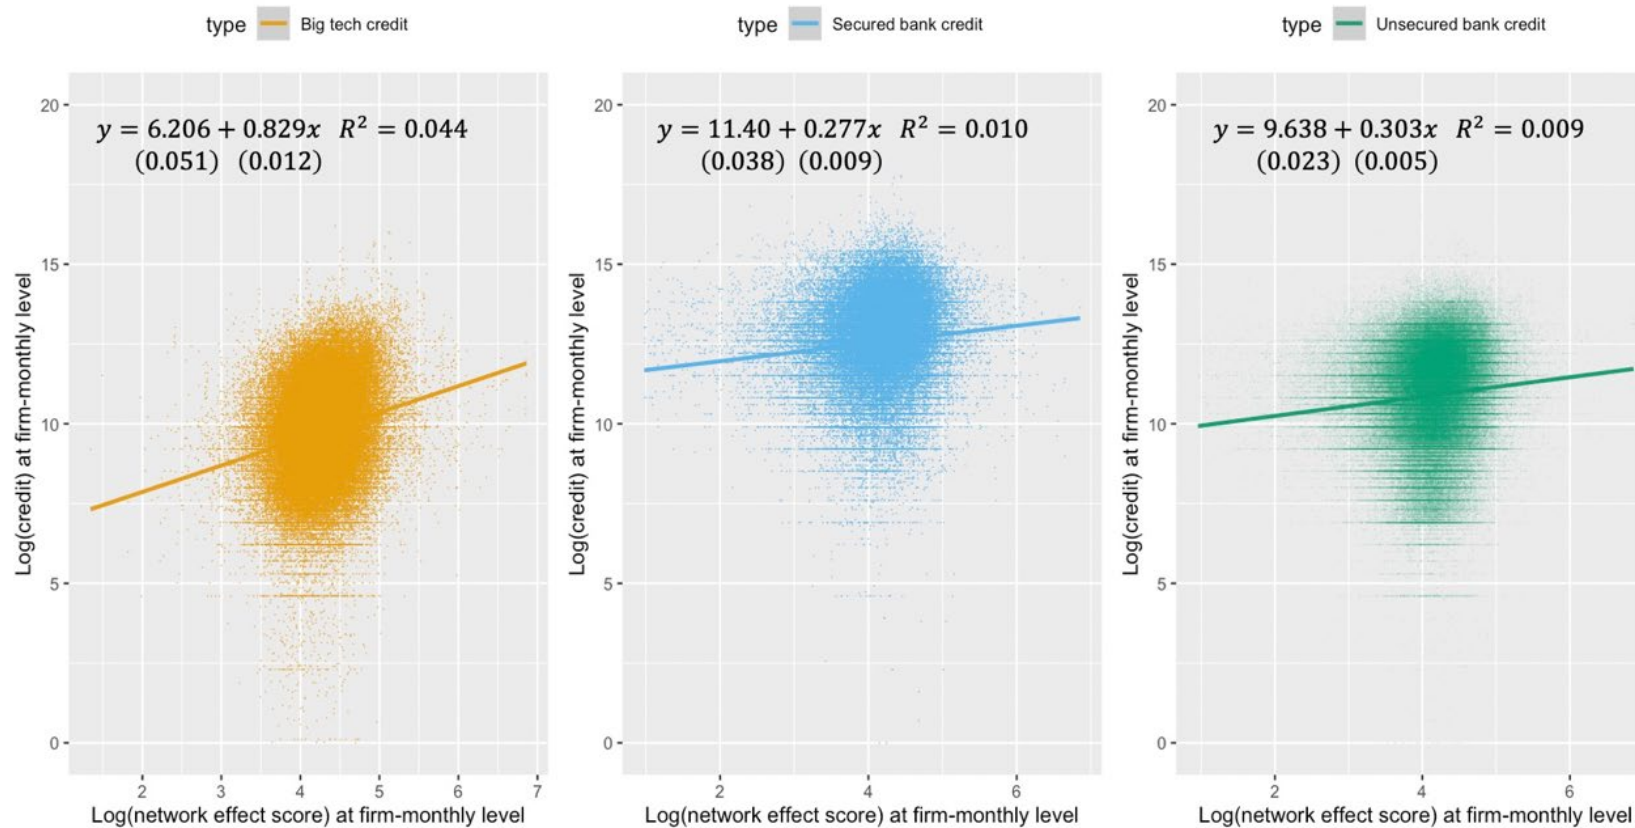 type Big tech credit
20
15
10
5
0
y = 6.206 + 0.829x R² = 0.044
(0.051) (0.012)
Log(credit) at firm-monthly level
2 3 4 5 6 7
Log(network effect score) at firm-monthly level
type Secured bank credit
20
15
10
5
0
y = 11.40 + 0.277x R² = 0.010
(0.038) (0.009)
Log(credit) at firm-monthly level
2 4 6
Log(network effect score) at firm-monthly level
type Unsecured bank credit
20
15
10
5
0
y = 9.638 + 0.303x R² = 0.009
(0.023) (0.005)
Log(credit) at firm-monthly level
2 4 6
Log(network effect score) at firm-monthly level